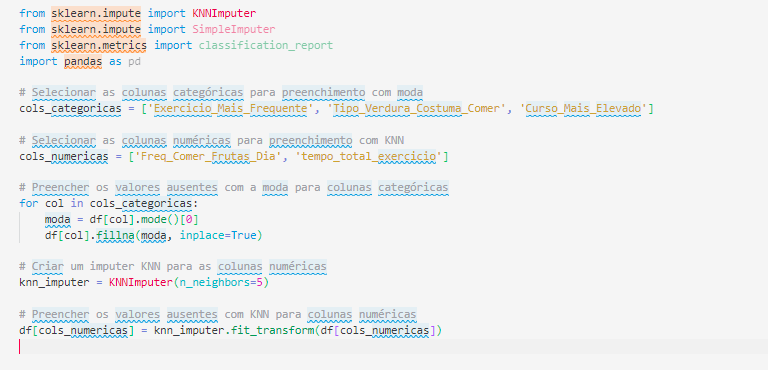 from sklearn.impute import KNNImputer
from sklearn.impute import SimpleImputer
from sklearn.metrics import classification_report
import pandas as pd
# Selecionar as colunas categóricas para preenchimento com moda
cols_categoricas = ['Exercicio_Mais_Frequente', 'Tipo_Verdura_Costuma_Comer', 'Curso_Mais_Elevado']
# Selecionar as colunas numéricas para preenchimento com KNN
cols_numericas = ['Freq_Comer_Frutas_Dia', 'tempo_total_exercicio']
# Preencher os valores ausentes com a moda para colunas categóricas
for col in cols_categoricas:
    moda = df[col].mode()[0]
    df[col].fillna(moda, inplace=True)
# Criar um imputer KNN para as colunas numéricas
knn_imputer = KNNImputer(n_neighbors=5)
# Preencher os valores ausentes com KNN para colunas numéricas
df[cols_numericas] = knn_imputer.fit_transform(df[cols_numericas])